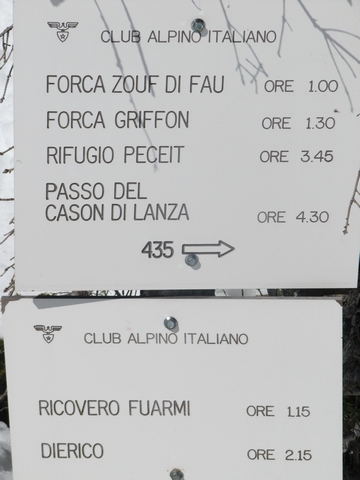 CLUB ALPINO ITALIANO
FORCA ZOUF DI FAU ORE 1.00
FORCA GRIFFON ORE 1.30
RIFUGIO PECEIT ORE 3.45
PASSO DEL
CASON DI LANZA ORE 4.30
435
CLUB ALPINO ITALIANO
RICOVERO FUARMI ORE 1.15
DIERICO ORE 2.15